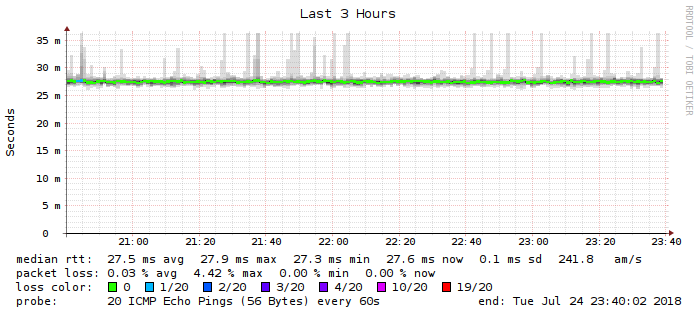 Last 3 Hours
RRDTOOL / TOBI OETIKER
Seconds
35 m
30 m
25 m
20 m
15 m
10 m
5 m
0
21:00 21:20 21:40 22:00 22:20 22:40 23:00 23:20 23:40
median rtt: 27.5 ms avg 27.9 ms max 27.3 ms min 27.6 ms now 0.1 ms sd 241.8 am/s
packet loss: 0.03 % avg 4.42 % max 0.00 % min 0.00 % now
loss color: 0 1/20 2/20 3/20 4/20 10/20 19/20
probe: 20 ICMP Echo Pings (56 Bytes) every 60s end: Tue Jul 24 23:40:02 2018